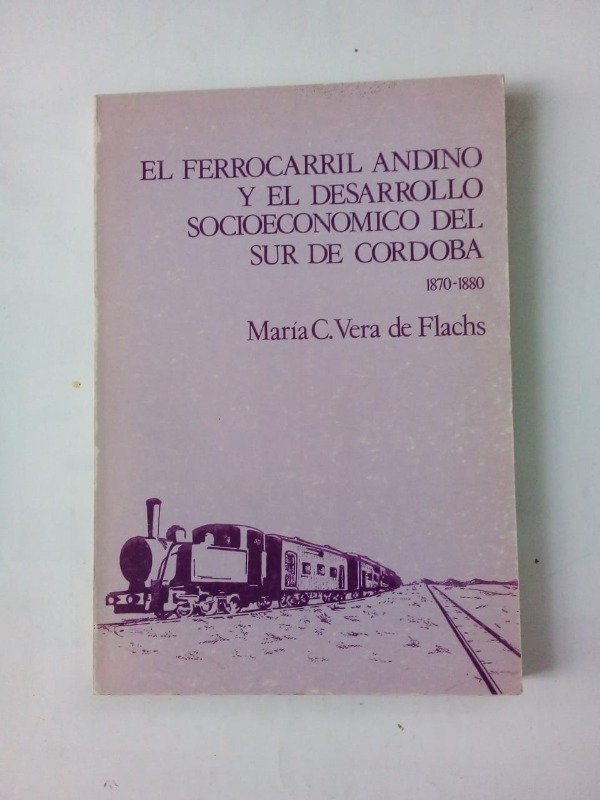 EL FERROCARRIL ANDINO
Y EL DESARROLLO
SOCIOECONOMICO DEL
SUR DE CORDOBA
1870-1880
María C. Vera de Flachs